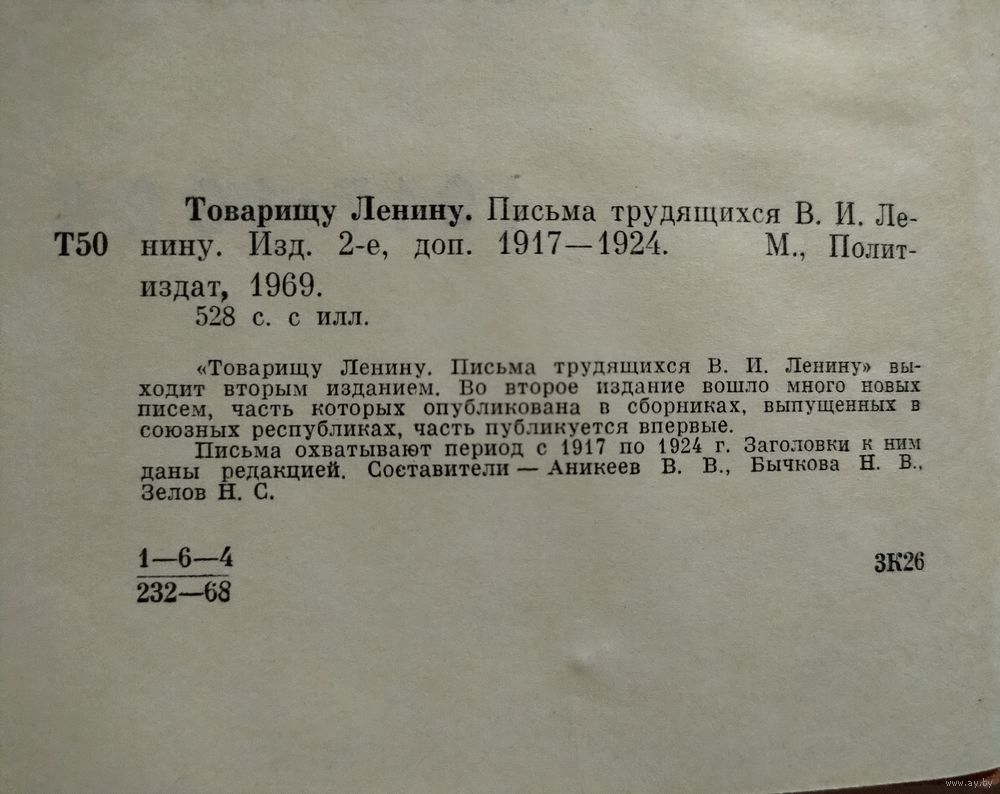 Товарищу Ленину. Письма трудящихся В. И. Ле-
Т50 нину. Изд. 2-е, доп. 1917—1924. М., Полит-
издат, 1969.
528 с. с илл.
«Товарищу Ленину. Письма трудящихся В. И. Ленину» вы-
ходит вторым изданием. Во второе издание вошло много новых
писем, часть которых опубликована в сборниках, выпущенных в
союзных республиках, часть публикуется впервые.
Письма охватывают период с 1917 по 1924 г. Заголовки к ним
даны редакцией. Составители — Аникеев В. В., Бычкова Н. В.,
Зелов Н. С.
1—6—4
232—68
3К26
www.ay.by